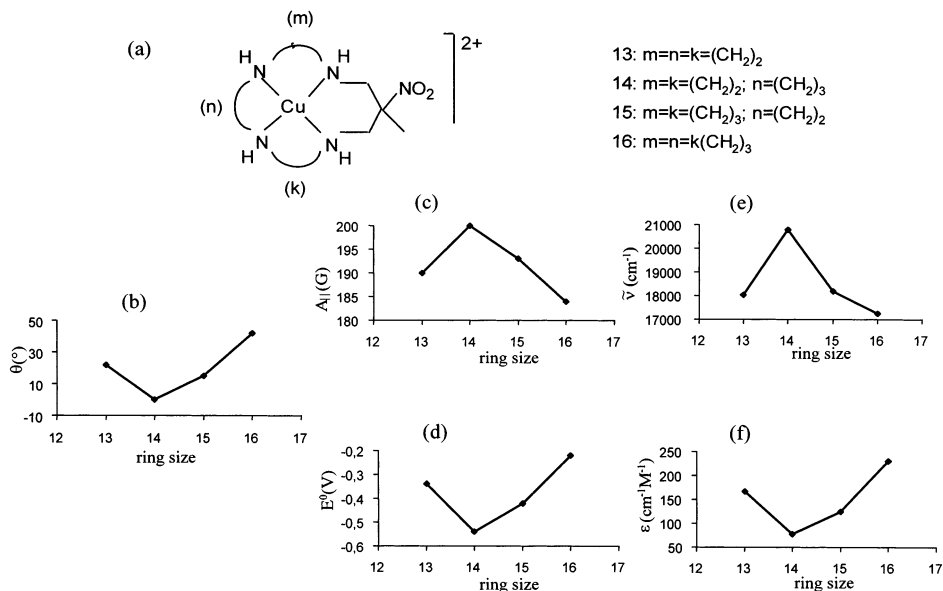 (a)
(m)
H
N
H
N
]2+
Cu
NO2
(n)
N
H
N
H
(k)
13: m=n=k=(CH2)2
14: m=k=(CH2)2; n=(CH2)3
15: m=k=(CH2)3; n=(CH2)2
16: m=n=k(CH2)3
(b)
θ(°)
50
30
10
-10
12 13 14 15 16 17
ring size
(c)
A||(G)
200
195
190
185
180
12 13 14 15 16 17
ring size
(e)
ν̃ (cm-1)
21000
20000
19000
18000
17000
12 13 14 15 16 17
ring size
(d)
E0(V)
-0,2
-0,3
-0,4
-0,5
-0,6
12 13 14 15 16 17
ring size
(f)
ε (cm-1M-1)
250
200
150
100
50
12 13 14 15 16 17
ring size